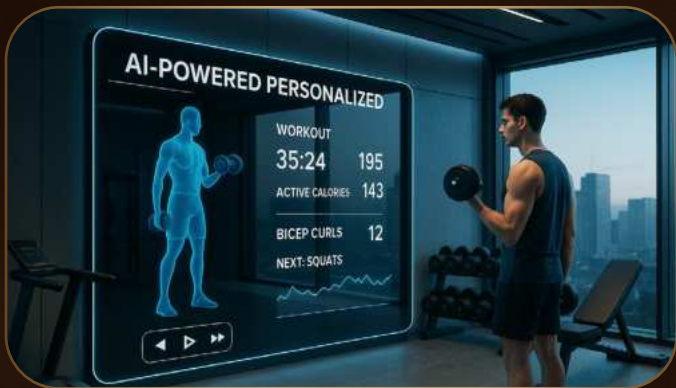 AI-POWERED PERSONALIZED
WORKOUT
35:24 195
ACTIVE CALORIES 143
BICEP CURLS 12
NEXT: SQUATS